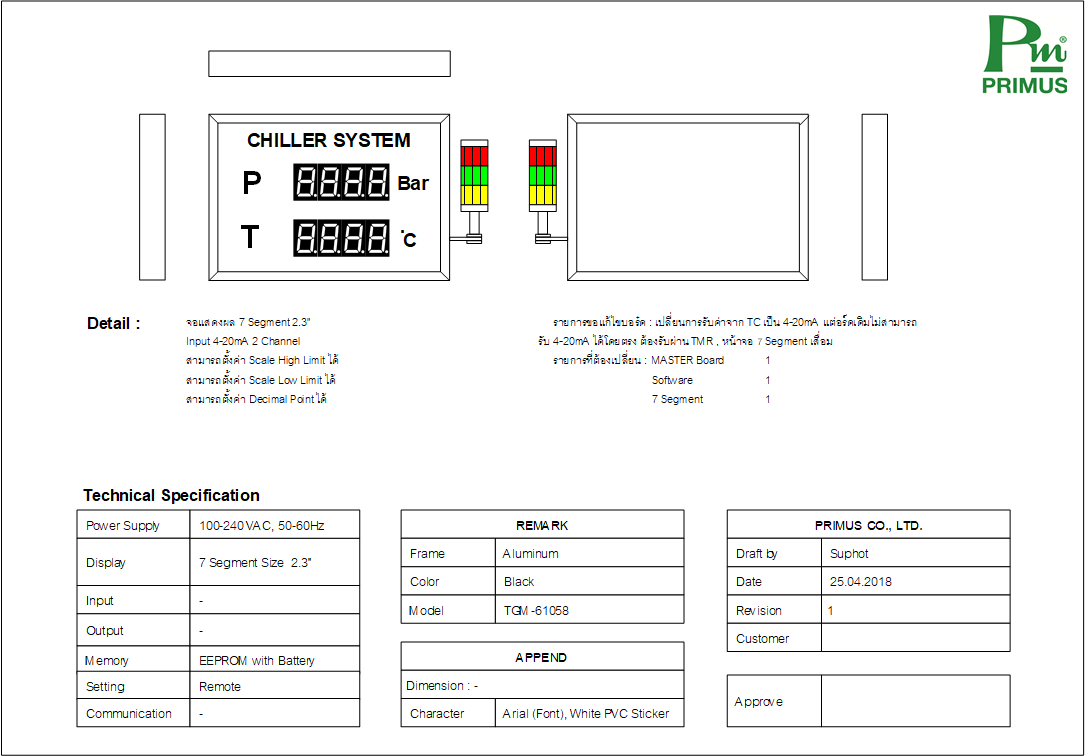 Pm®
PRIMUS
CHILLER SYSTEM
P 8.8.8.8. Bar
T 8.8.8.8. °C
Detail :
จอแสดงผล 7 Segment 2.3"
Input 4-20mA 2 Channel
สามารถตั้งค่า Scale High Limit ได้
สามารถตั้งค่า Scale Low Limit ได้
สามารถตั้งค่า Decimal Point ได้
รายการขอแก้ไขบอร์ด : เปลี่ยนการรับค่าจาก TC เป็น 4-20mA แต่อร์ดเดิมไม่สามารถ
รับ 4-20mA ได้โดยตรง ต้องรับผ่าน TMR , หน้าจอ 7 Segment เสื่อม
รายการที่ต้องเปลี่ยน : MASTER Board 1
Software 1
7 Segment 1
Technical Specification
Power Supply 100-240 VAC, 50-60Hz
Display 7 Segment Size 2.3"
Input -
Output -
Memory EEPROM with Battery
Setting Remote
Communication -
REMARK
Frame Aluminum
Color Black
Model TGM-61058
APPEND
Dimension : -
Character Arial (Font), White PVC Sticker
PRIMUS CO., LTD.
Draft by Suphot
Date 25.04.2018
Revision 1
Customer
Approve